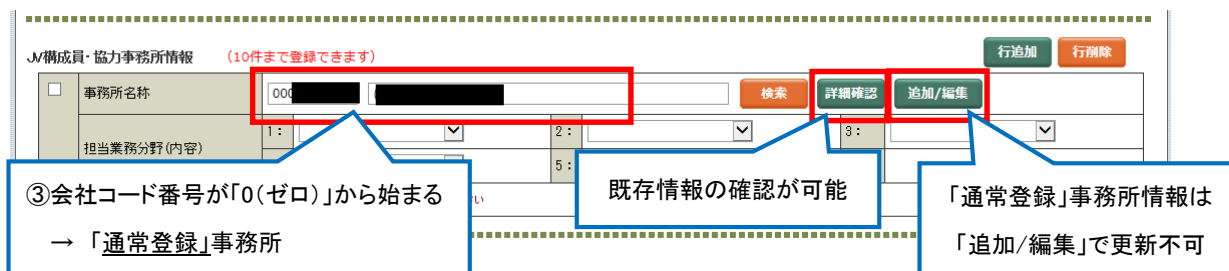 JV構成員・協力事務所情報 (10件まで登録できます) 行追加 行削除
事務所名称 000 検索 詳細確認 追加/編集
担当業務分野(内容) 1: 2: 3:
5:
い
③会社コード番号が「0(ゼロ)」から始まる
→ 「通常登録」事務所
既存情報の確認が可能
「通常登録」事務所情報は
「追加/編集」で更新不可